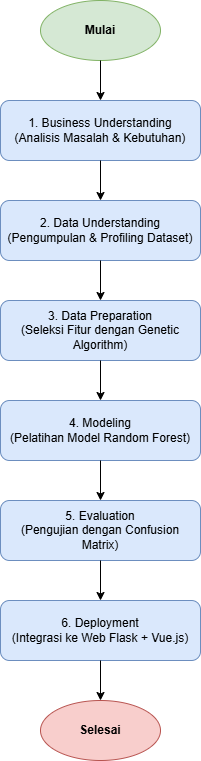 Mulai
1. Business Understanding
(Analisis Masalah & Kebutuhan)
2. Data Understanding
(Pengumpulan & Profiling Dataset)
3. Data Preparation
(Seleksi Fitur dengan Genetic
Algorithm)
4. Modeling
(Pelatihan Model Random Forest)
5. Evaluation
(Pengujian dengan Confusion
Matrix)
6. Deployment
(Integrasi ke Web Flask + Vue.js)
Selesai